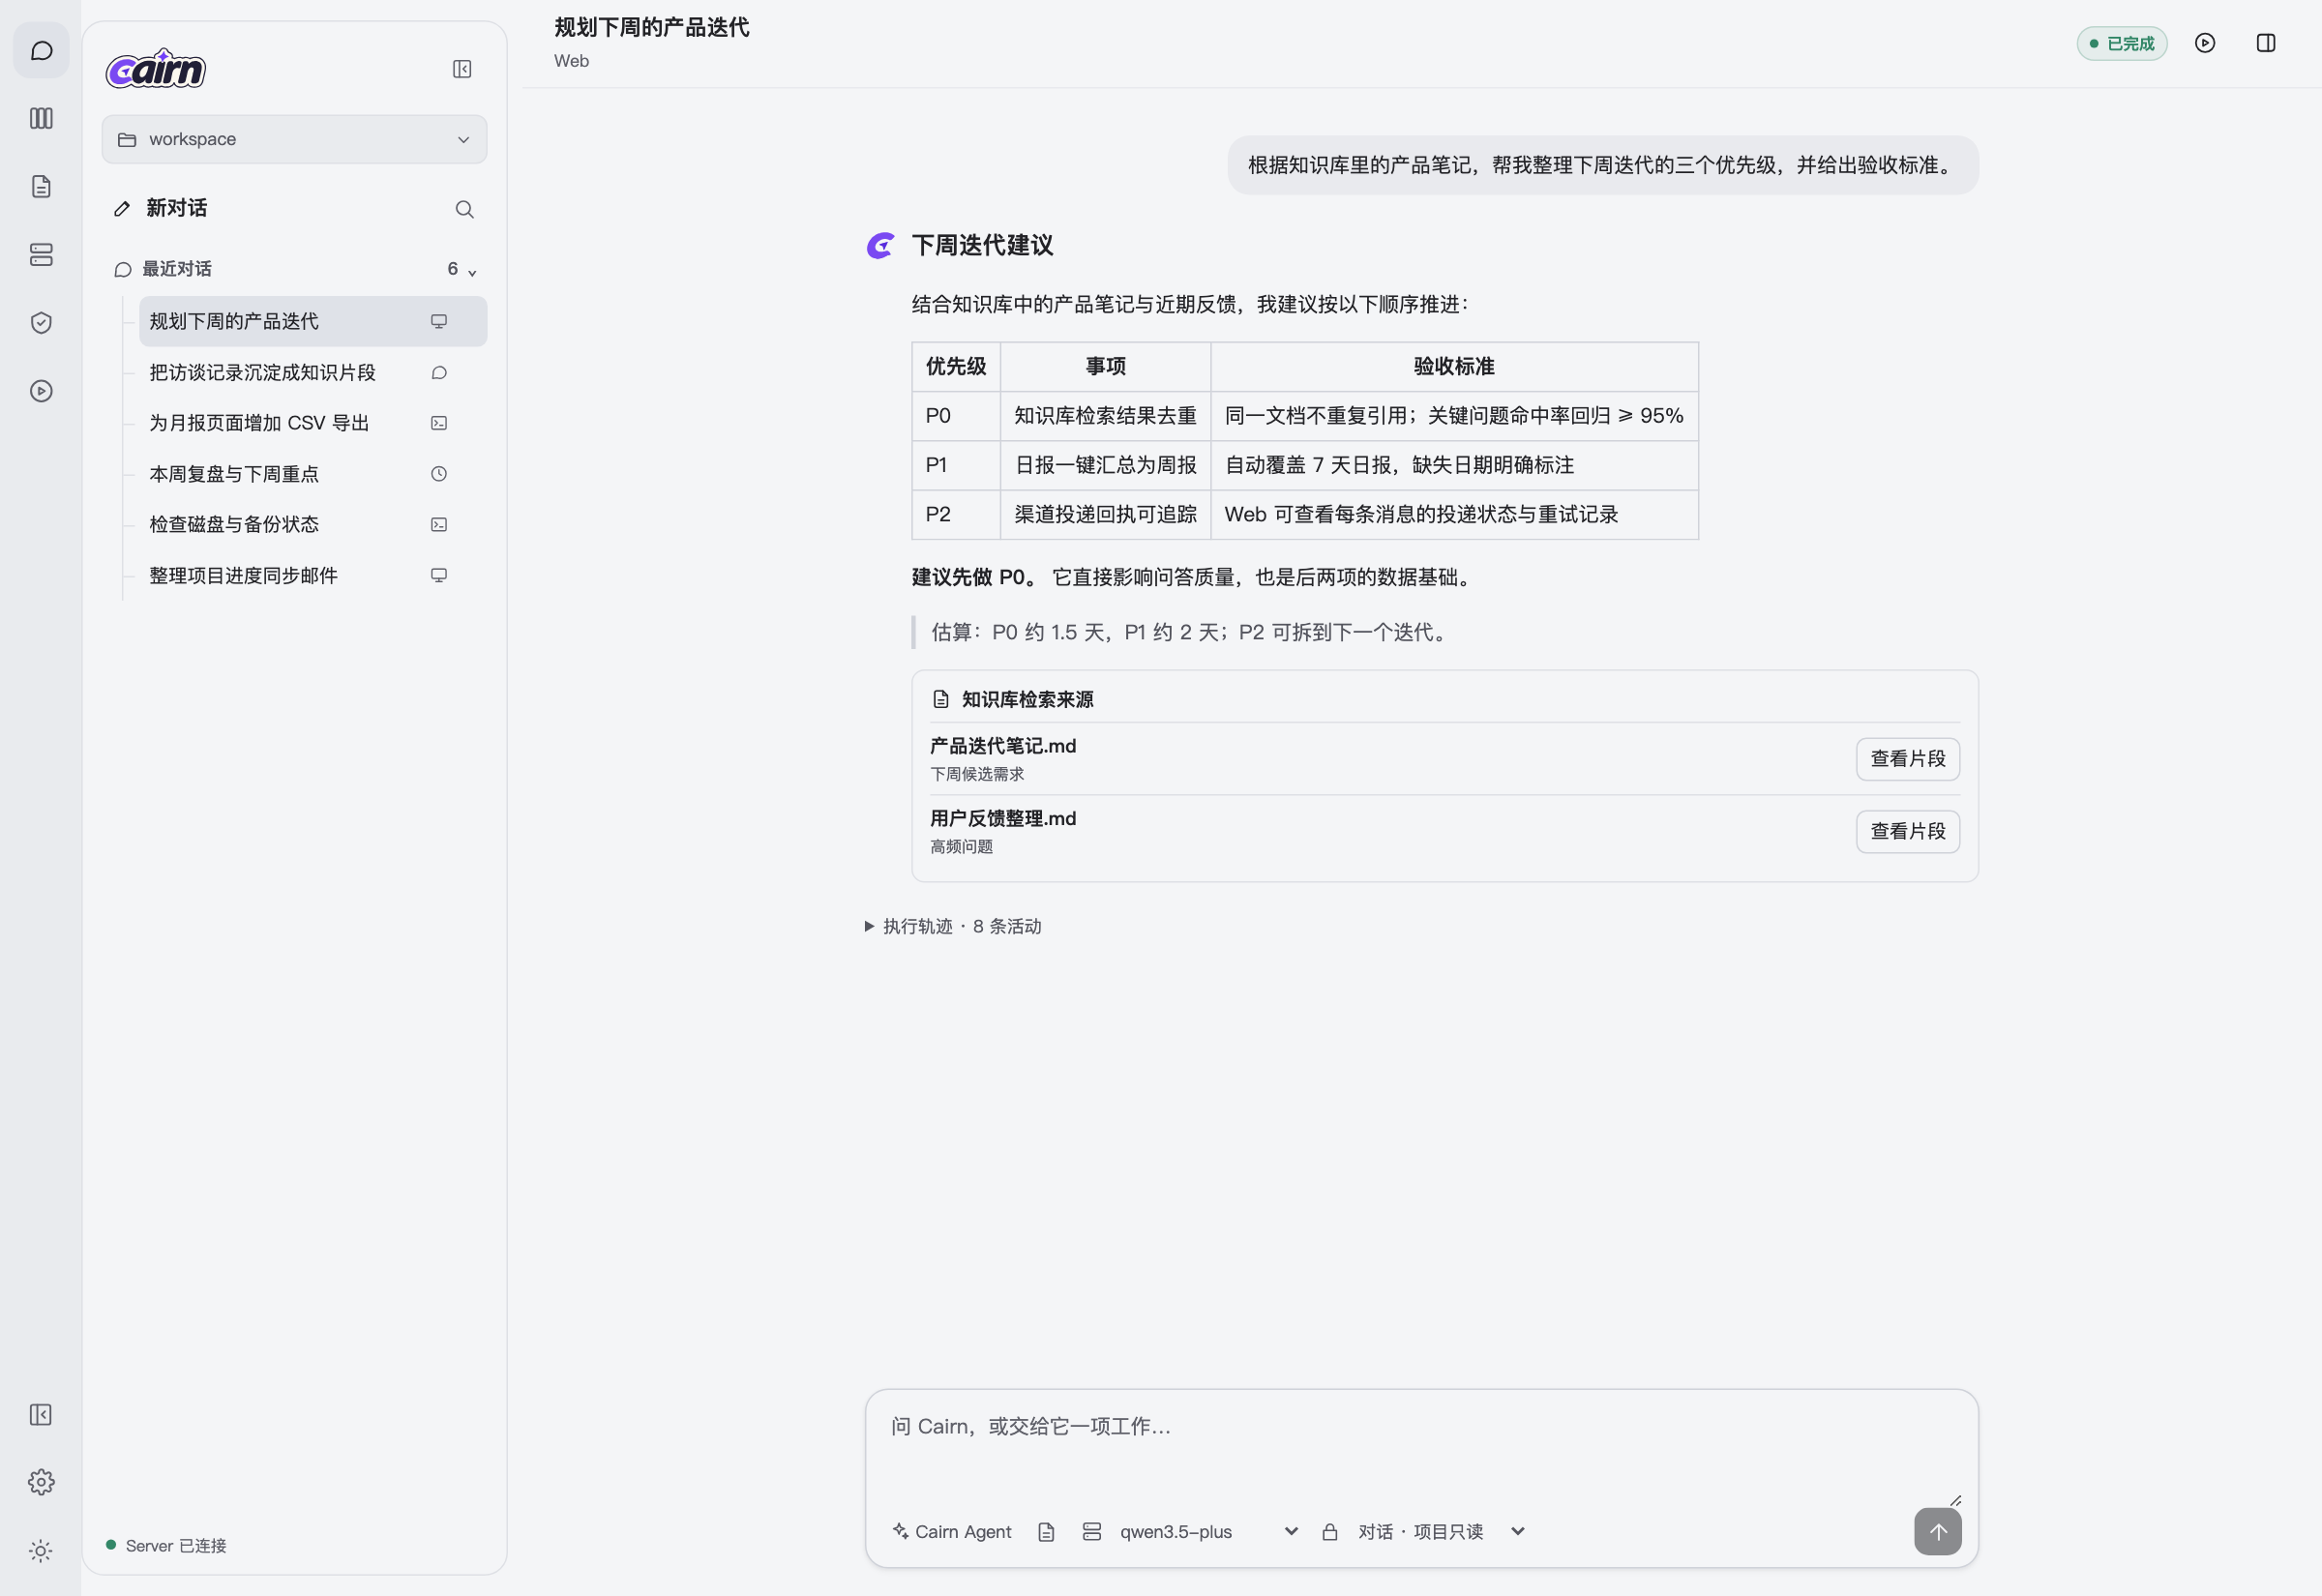 cairn
workspace
新对话
最近对话 6
规划下周的产品迭代
把访谈记录沉淀成知识片段
为月报页面增加 CSV 导出
本周复盘与下周重点
检查磁盘与备份状态
整理项目进度同步邮件
Server 已连接
规划下周的产品迭代
Web
已完成
根据知识库里的产品笔记，帮我整理下周迭代的三个优先级，并给出验收标准。
下周迭代建议
结合知识库中的产品笔记与近期反馈，我建议按以下顺序推进：
优先级 事项 验收标准
P0 知识库检索结果去重 同一文档不重复引用；关键问题命中率回归 ≥ 95%
P1 日报一键汇总为周报 自动覆盖 7 天日报，缺失日期明确标注
P2 渠道投递回执可追踪 Web 可查看每条消息的投递状态与重试记录
建议先做 P0。 它直接影响问答质量，也是后两项的数据基础。
估算：P0 约 1.5 天，P1 约 2 天；P2 可拆到下一个迭代。
知识库检索来源
产品迭代笔记.md
下周候选需求
查看片段
用户反馈整理.md
高频问题
查看片段
执行轨迹 · 8 条活动
问 Cairn，或交给它一项工作…
Cairn Agent qwen3.5-plus 对话 · 项目只读